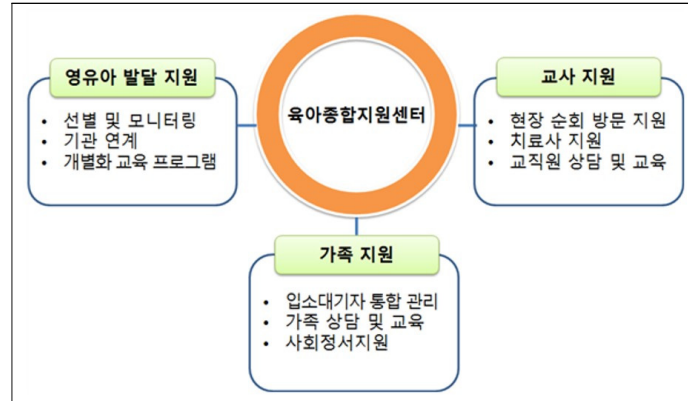 육아종합지원센터
영유아 발달 지원
• 선별 및 모니터링
• 기관 연계
• 개별화 교육 프로그램
교사 지원
• 현장 순회 방문 지원
• 치료사 지원
• 교직원 상담 및 교육
가족 지원
• 입소대기자 통합 관리
• 가족 상담 및 교육
• 사회정서지원